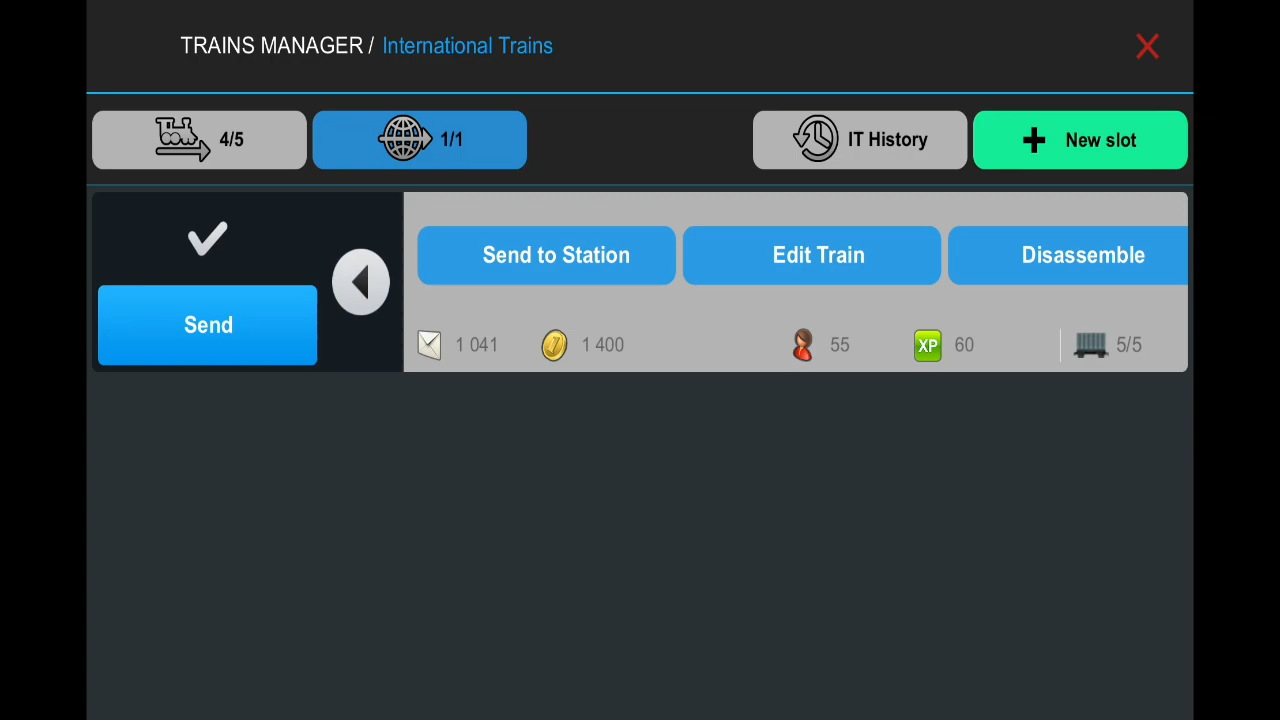 TRAINS MANAGER / International Trains
4/5
1/1
IT History
New slot
Send to Station
Edit Train
Disassemble
Send
1 041
1 400
55
XP
60
5/5